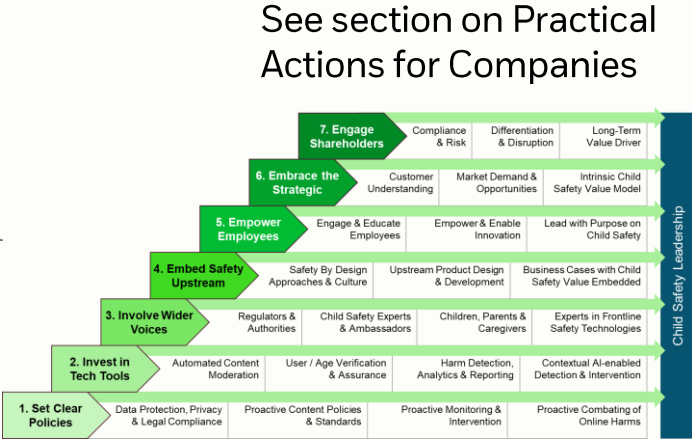 See section on Practical
Actions for Companies
7. Engage
Shareholders
Compliance
& Risk
Differentiation
& Disruption
Long-Term
Value Driver
6. Embrace the
Strategic
Customer
Understanding
Market Demand &
Opportunities
Intrinsic Child
Safety Value Model
5. Empower
Employees
Engage & Educate
Employees
Empower & Enable
Innovation
Lead with Purpose on
Child Safety
4. Embed Safety
Upstream
Safety By Design
Approaches & Culture
Upstream Product Design
& Development
Business Cases with Child
Safety Value Embedded
3. Involve Wider
Voices
Regulators &
Authorities
Child Safety Experts
& Ambassadors
Children, Parents &
Caregivers
Experts in Frontline
Safety Technologies
2. Invest in
Tech Tools
Automated Content
Moderation
User / Age Verification
& Assurance
Harm Detection,
Analytics & Reporting
Contextual AI-enabled
Detection & Intervention
1. Set Clear
Policies
Data Protection, Privacy
& Legal Compliance
Proactive Content Policies
& Standards
Proactive Monitoring &
Intervention
Proactive Combating of
Online Harms
Child Safety Leadership